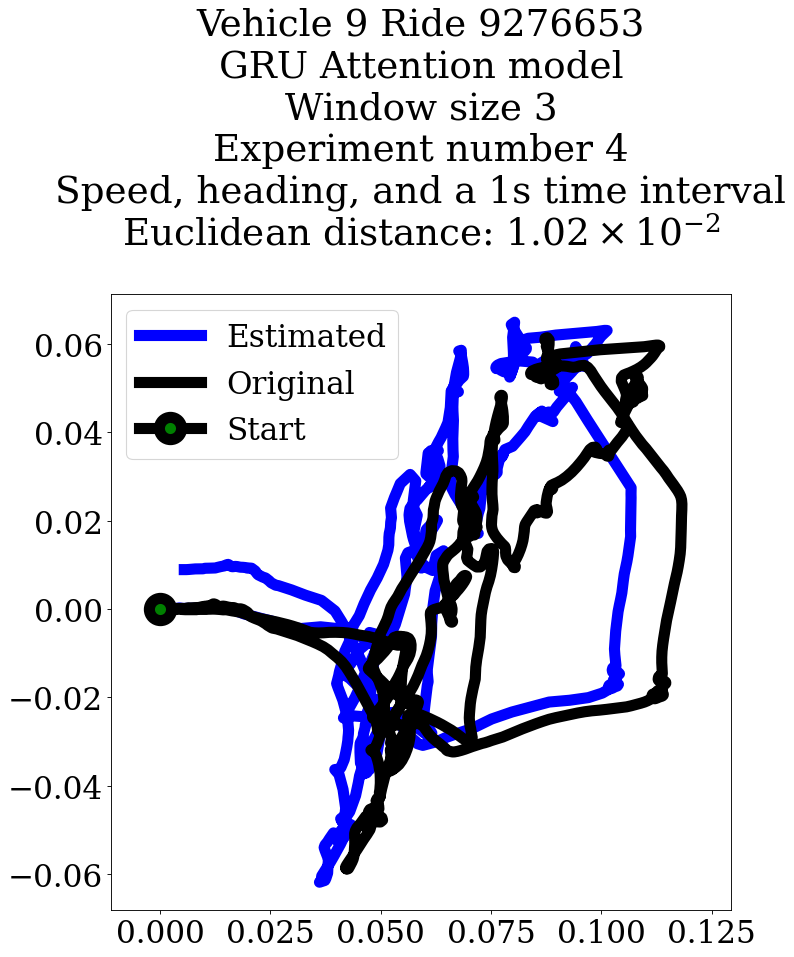 Vehicle 9 Ride 9276653
GRU Attention model
Window size 3
Experiment number 4
Speed, heading, and a 1s time interval
Euclidean distance: 1.02 × 10⁻²
Estimated
Original
Start
0.06
0.04
0.02
0.00
−0.02
−0.04
−0.06
0.000 0.025 0.050 0.075 0.100 0.125